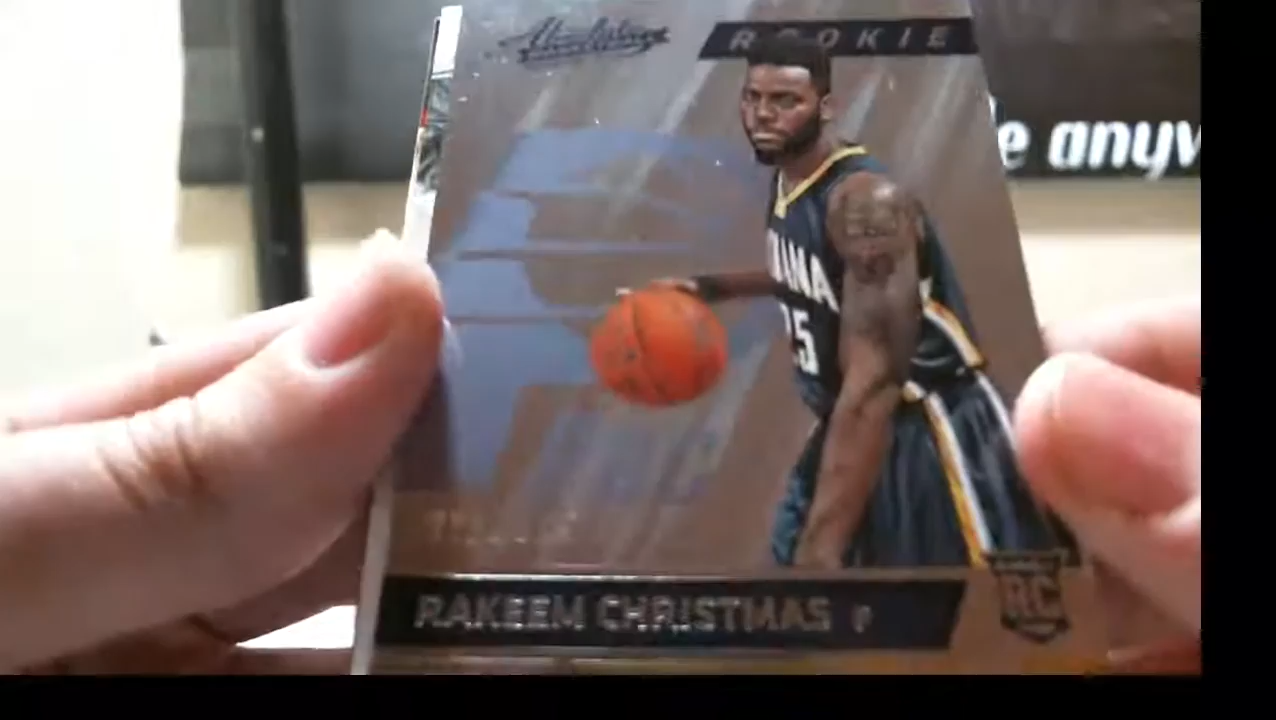 Absolute
ROOKIE
e anyw
INDIANA
25
RAKEEM CHRISTMAS F
RC